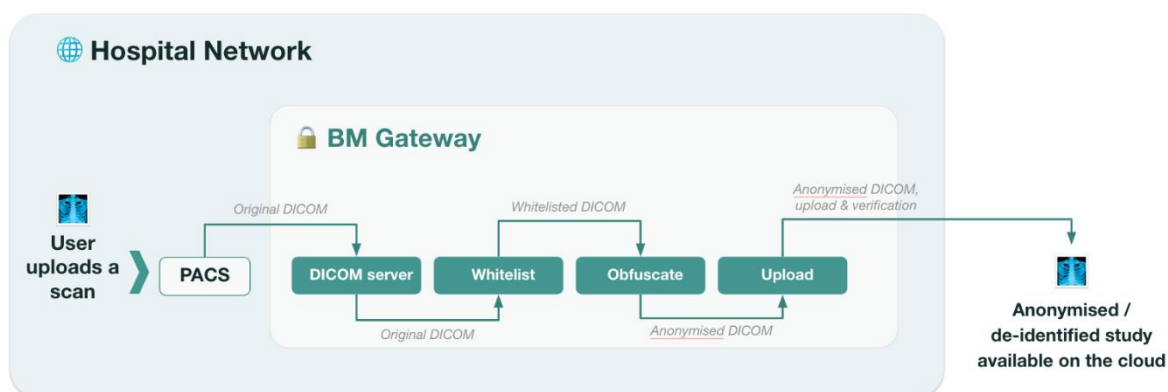 Hospital Network
BM Gateway
User
uploads a
scan
PACS
Original DICOM
DICOM server
Original DICOM
Whitelist
Whitelisted DICOM
Obfuscate
Anonymised DICOM
Upload
Anonymised DICOM,
upload & verification
Anonymised /
de-identified study
available on the cloud